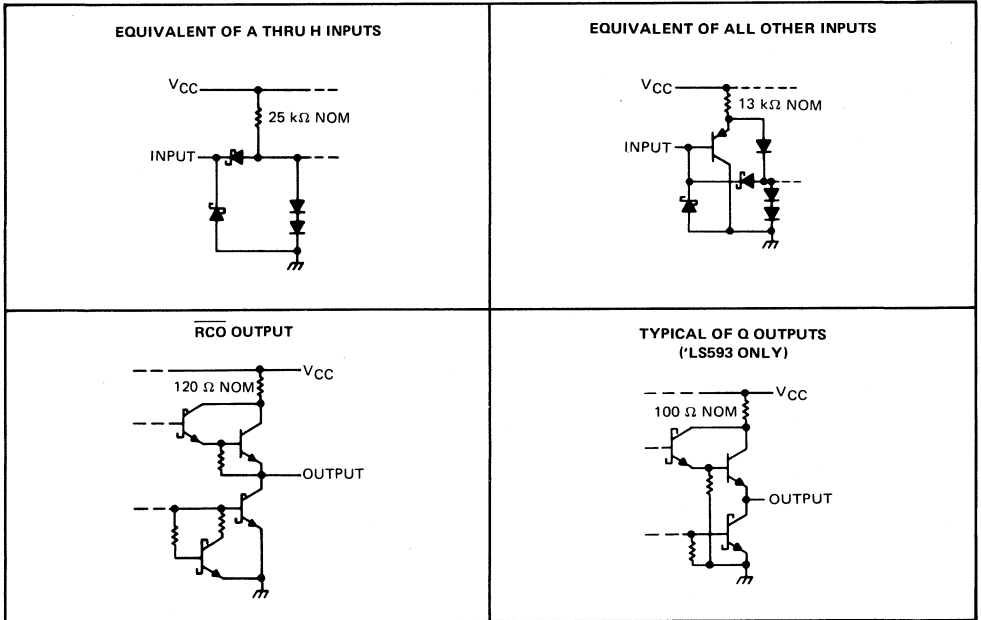 EQUIVALENT OF A THRU H INPUTS
VCC
25 kΩ NOM
INPUT
EQUIVALENT OF ALL OTHER INPUTS
VCC
13 kΩ NOM
INPUT
RCO OUTPUT
VCC
120 Ω NOM
OUTPUT
TYPICAL OF Q OUTPUTS
('LS593 ONLY)
VCC
100 Ω NOM
OUTPUT